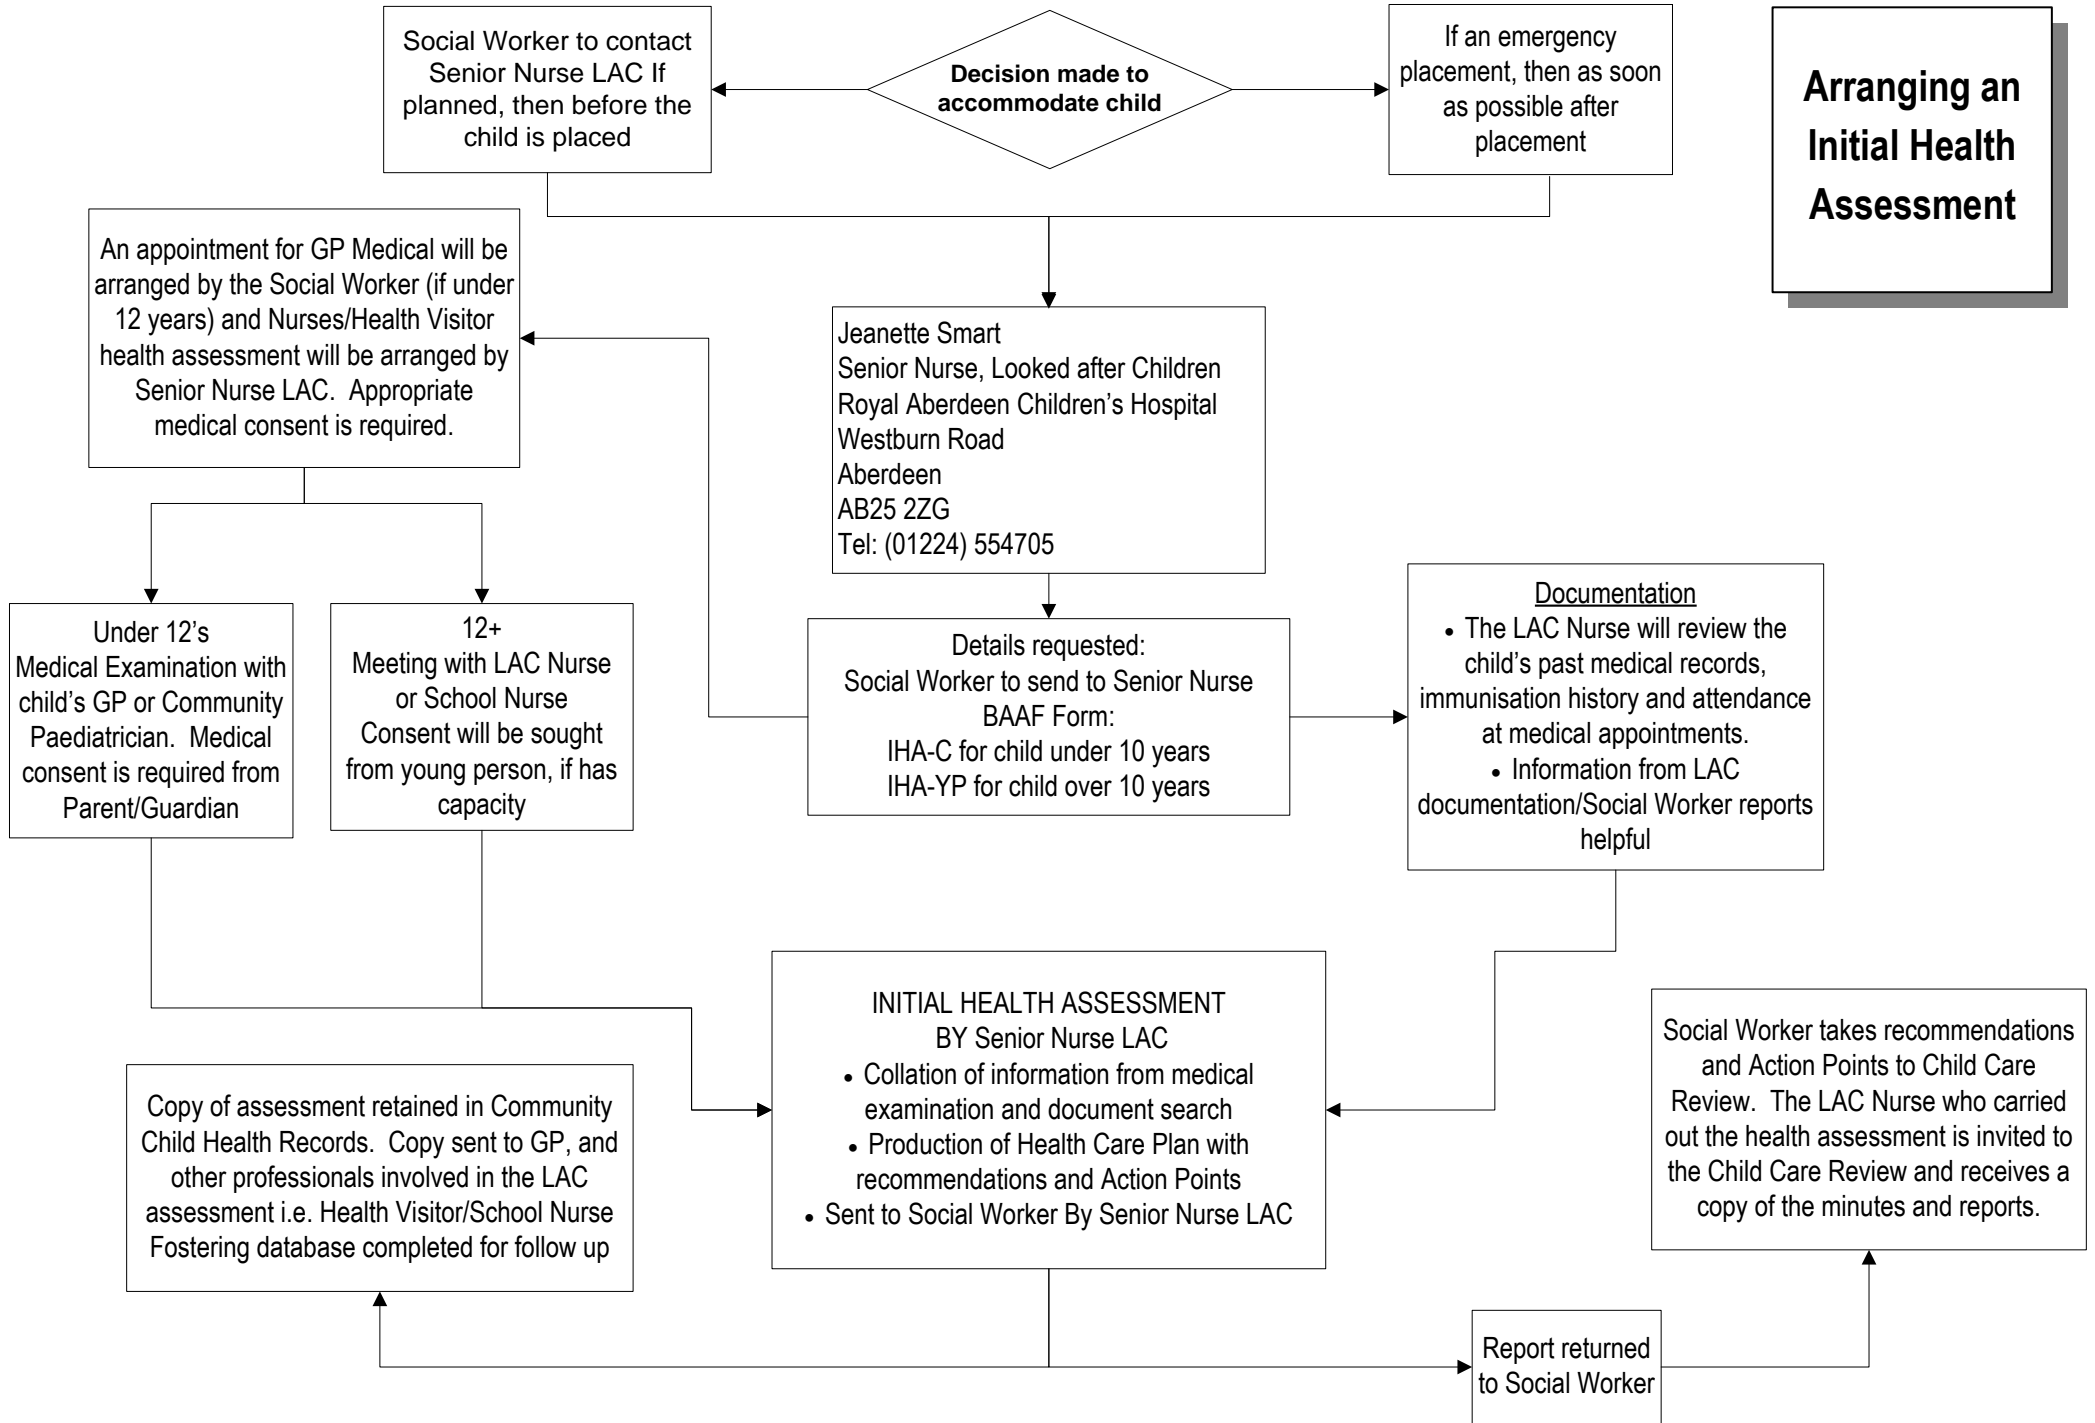 Social Worker to contact
Senior Nurse LAC If
planned, then before the
child is placed
Decision made to
accommodate child
If an emergency
placement, then as soon
as possible after
placement
Arranging an
Initial Health
Assessment
An appointment for GP Medical will be
arranged by the Social Worker (if under
12 years) and Nurses/Health Visitor
health assessment will be arranged by
Senior Nurse LAC. Appropriate
medical consent is required.
Jeanette Smart
Senior Nurse, Looked after Children
Royal Aberdeen Children's Hospital
Westburn Road
Aberdeen
AB25 2ZG
Tel: (01224) 554705
Under 12's
Medical Examination with
child's GP or Community
Paediatrician. Medical
consent is required from
Parent/Guardian
12+
Meeting with LAC Nurse
or School Nurse
Consent will be sought
from young person, if has
capacity
Details requested:
Social Worker to send to Senior Nurse
BAAF Form:
IHA-C for child under 10 years
IHA-YP for child over 10 years
Documentation
• The LAC Nurse will review the
child's past medical records,
immunisation history and attendance
at medical appointments.
• Information from LAC
documentation/Social Worker reports
helpful
INITIAL HEALTH ASSESSMENT
BY Senior Nurse LAC
• Collation of information from medical
examination and document search
• Production of Health Care Plan with
recommendations and Action Points
• Sent to Social Worker By Senior Nurse LAC
Social Worker takes recommendations
and Action Points to Child Care
Review. The LAC Nurse who carried
out the health assessment is invited to
the Child Care Review and receives a
copy of the minutes and reports.
Copy of assessment retained in Community
Child Health Records. Copy sent to GP, and
other professionals involved in the LAC
assessment i.e. Health Visitor/School Nurse
Fostering database completed for follow up
Report returned
to Social Worker